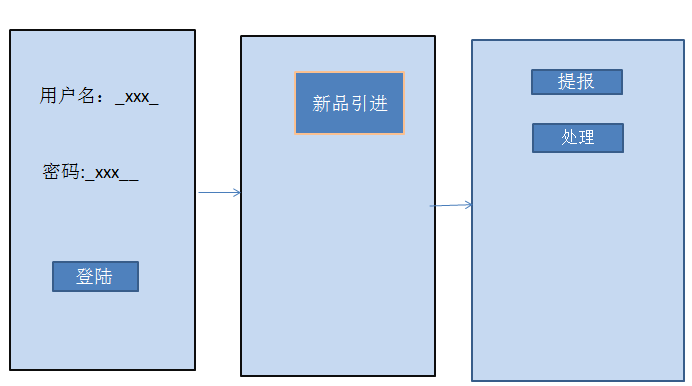 用户名：_xxx_
密码:_xxx__
登陆
新品引进
提报
处理